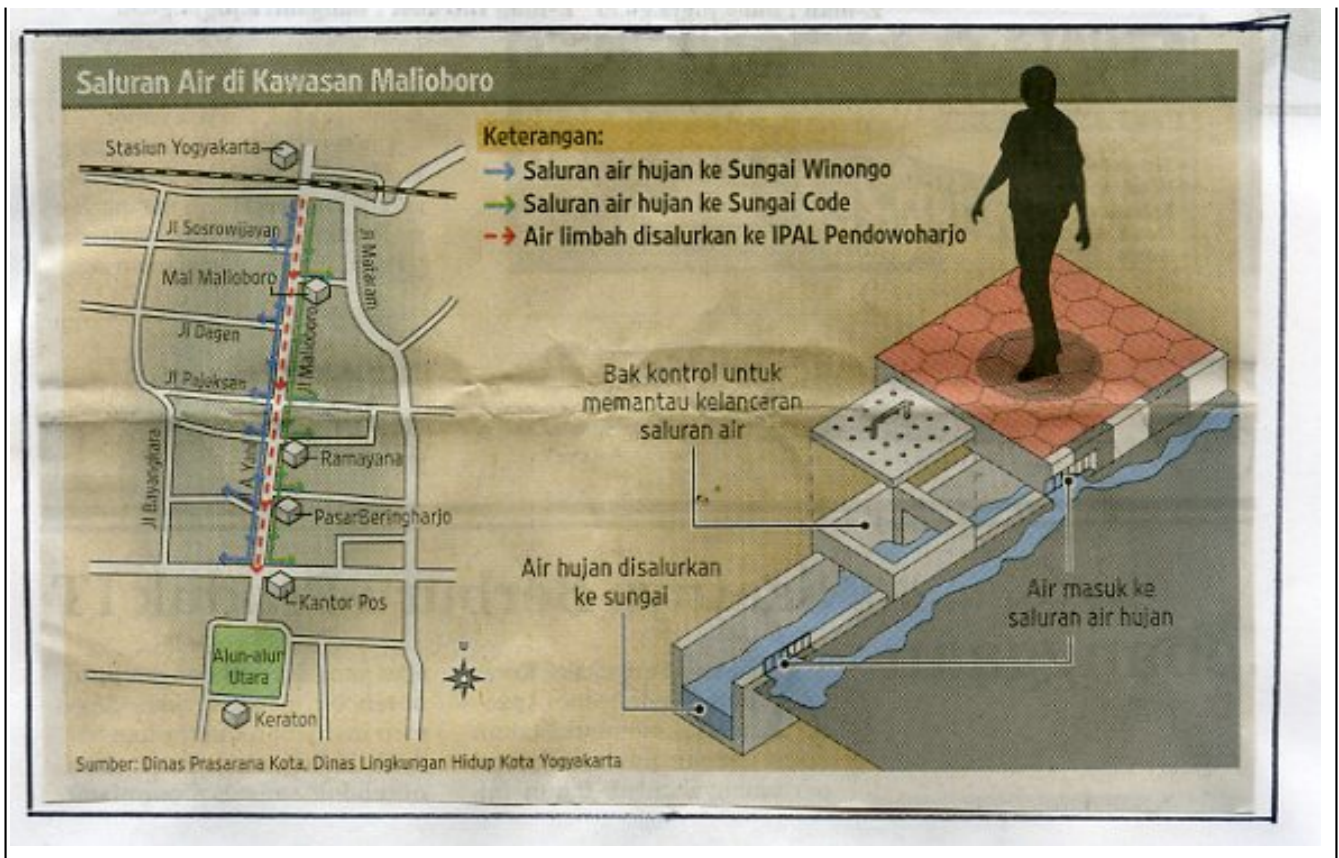 Saluran Air di Kawasan Malioboro
Stasiun Yogyakarta
Jl Sosrowijayan
Mal Malioboro
Jl Mataram
Jl Dagen
Jl Malioboro
Jl Pajeksan
Jl Bayangkara
Jl A Yani
Ramayana
PasarBeringharjo
Kantor Pos
Alun-alun
Utara
U
Keraton
Sumber: Dinas Prasarana Kota, Dinas Lingkungan Hidup Kota Yogyakarta
Keterangan:
Saluran air hujan ke Sungai Winongo
Saluran air hujan ke Sungai Code
Air limbah disalurkan ke IPAL Pendowoharjo
Bak kontrol untuk
memantau kelancaran
saluran air
Air hujan disalurkan
ke sungai
Air masuk ke
saluran air hujan